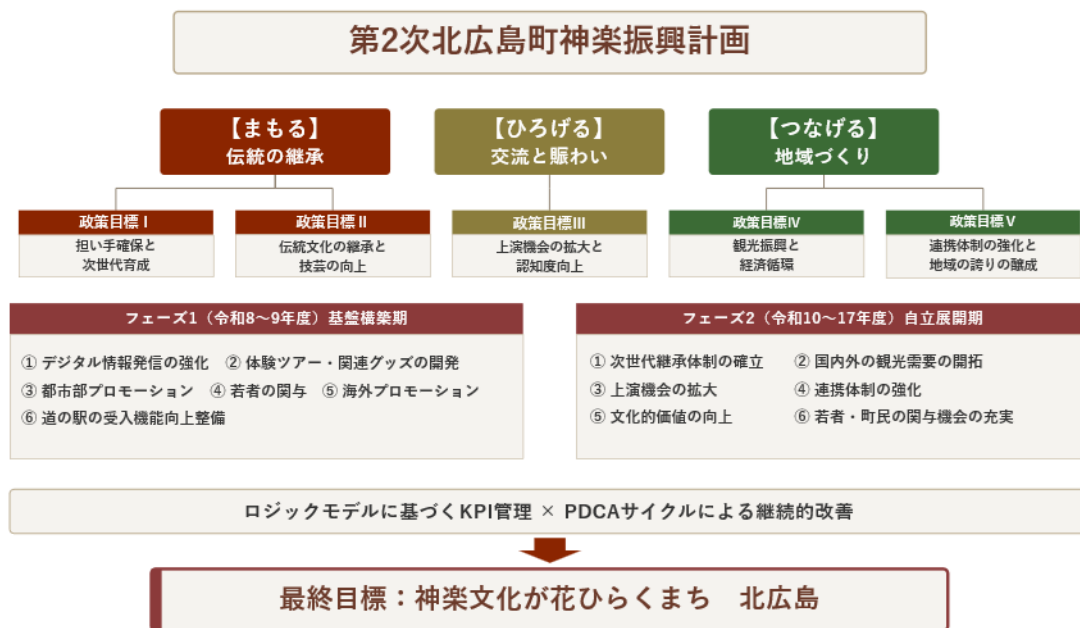 第2次北広島町神楽振興計画
【まもる】
伝統の継承
【ひろげる】
交流と賑わい
【つなげる】
地域づくり
政策目標Ⅰ
担い手確保と
次世代育成
政策目標Ⅱ
伝統文化の継承と
技芸の向上
政策目標Ⅲ
上演機会の拡大と
認知度向上
政策目標Ⅳ
観光振興と
経済循環
政策目標Ⅴ
連携体制の強化と
地域の誇りの醸成
フェーズ1（令和8～9年度）基盤構築期
① デジタル情報発信の強化　② 体験ツアー・関連グッズの開発
③ 都市部プロモーション　④ 若者の関与　⑤ 海外プロモーション
⑥ 道の駅の受入機能向上整備
フェーズ2（令和10～17年度）自立展開期
① 次世代継承体制の確立　② 国内外の観光需要の開拓
③ 上演機会の拡大　④ 連携体制の強化
⑤ 文化的価値の向上　⑥ 若者・町民の関与機会の充実
ロジックモデルに基づくKPI管理 × PDCAサイクルによる継続的改善
最終目標：神楽文化が花ひらくまち　北広島